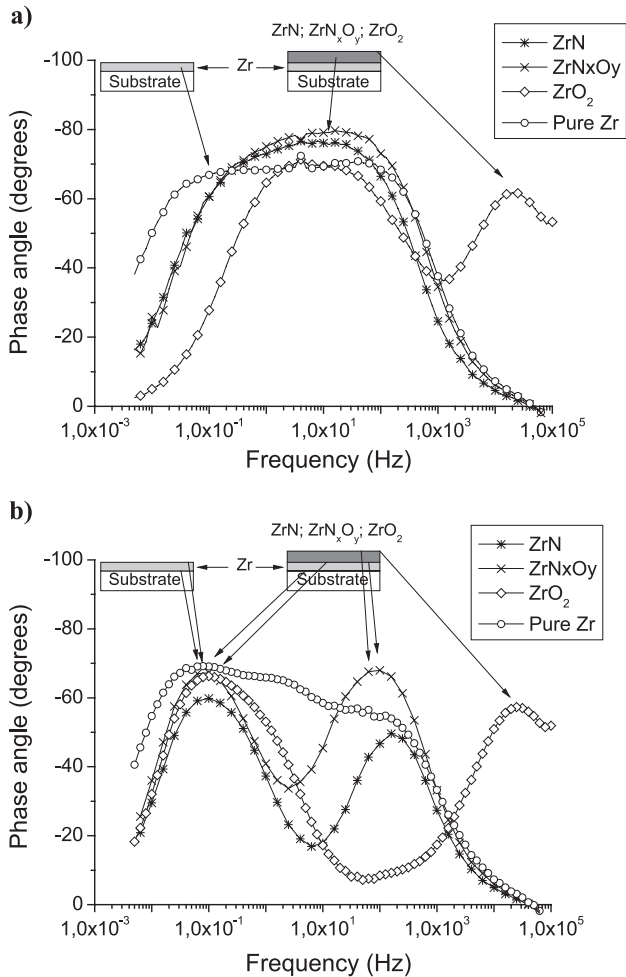 a)
ZrN; ZrNxOy; ZrO2
Zr
Substrate
Substrate
ZrN
ZrNxOy
ZrO2
Pure Zr
-100
-80
-60
-40
-20
0
Phase angle (degrees)
1,0x10-3
1,0x10-1
1,0x101
1,0x103
1,0x105
Frequency (Hz)
b)
ZrN; ZrNxOy; ZrO2
Zr
Substrate
Substrate
ZrN
ZrNxOy
ZrO2
Pure Zr
-100
-80
-60
-40
-20
0
Phase angle (degrees)
1,0x10-3
1,0x10-1
1,0x101
1,0x103
1,0x105
Frequency (Hz)